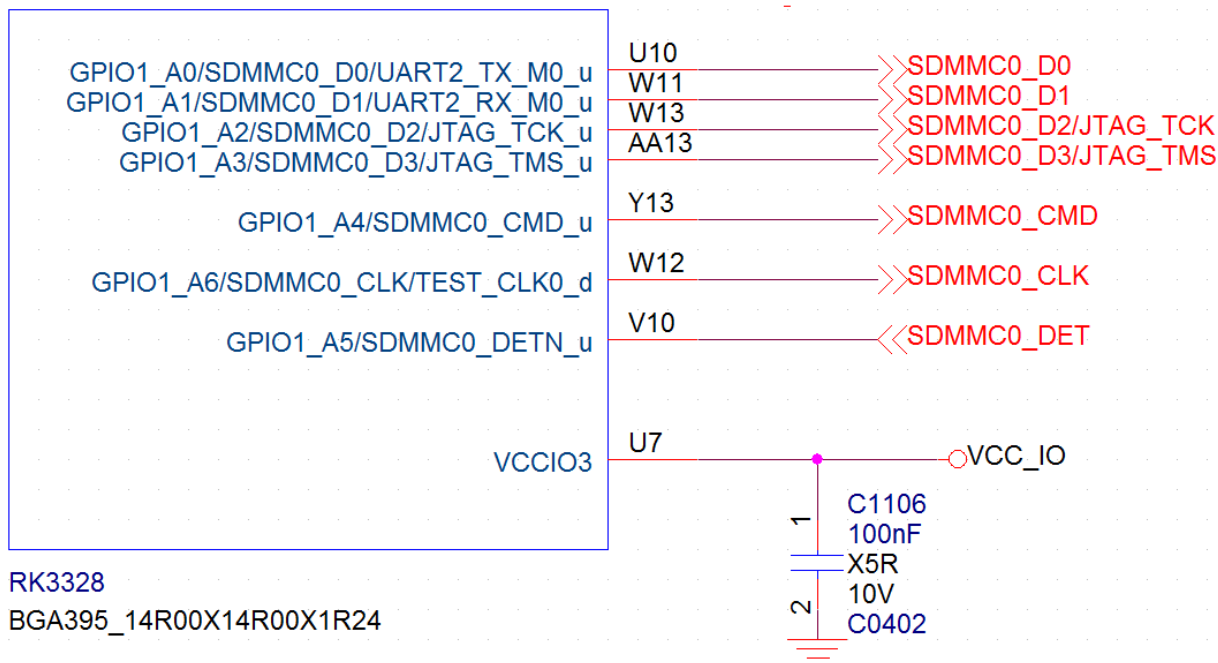 GPIO1_A0/SDMMC0_D0/UART2_TX_M0_u U10 SDMMC0_D0
GPIO1_A1/SDMMC0_D1/UART2_RX_M0_u W11 SDMMC0_D1
GPIO1_A2/SDMMC0_D2/JTAG_TCK_u W13 SDMMC0_D2/JTAG_TCK
GPIO1_A3/SDMMC0_D3/JTAG_TMS_u AA13 SDMMC0_D3/JTAG_TMS
GPIO1_A4/SDMMC0_CMD_u Y13 SDMMC0_CMD
GPIO1_A6/SDMMC0_CLK/TEST_CLK0_d W12 SDMMC0_CLK
GPIO1_A5/SDMMC0_DETN_u V10 SDMMC0_DET
VCCIO3 U7 VCC_IO
1
C1106
100nF
X5R
10V
2
C0402
RK3328
BGA395_14R00X14R00X1R24